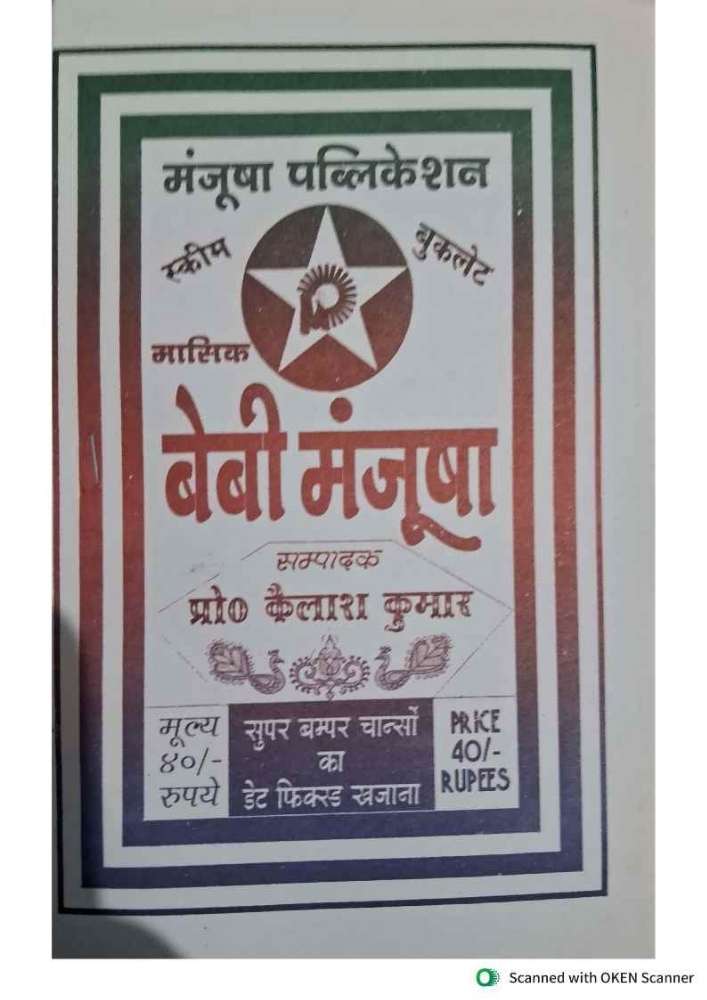 मंजूषा पब्लिकेशन
स्कीम
बुकलेट
मासिक
बेबी मंजूषा
सम्पादक
प्रो० कैलाश कुमार
मूल्य
४०/-
रुपये
सुपर बम्पर चान्सों
का
डेट फिक्स्ड खजाना
PRICE
40/-
RUPEES
Scanned with OKEN Scanner